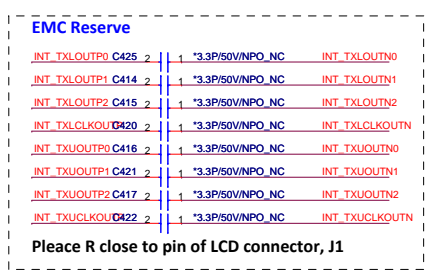 EMC Reserve
INT_TXLOUTP0 C425 2 1 *3.3P/50V/NPO_NC INT_TXLOUTN0
INT_TXLOUTP1 C414 2 1 *3.3P/50V/NPO_NC INT_TXLOUTN1
INT_TXLOUTP2 C415 2 1 *3.3P/50V/NPO_NC INT_TXLOUTN2
C420 2 1 *3.3P/50V/NPO_NC INT_TXLCLKOUTN
INT_TXUOUTP0 C416 2 1 *3.3P/50V/NPO_NC INT_TXUOUTN0
INT_TXUOUTP1 C421 2 1 *3.3P/50V/NPO_NC INT_TXUOUTN1
INT_TXUOUTP2 C417 2 1 *3.3P/50V/NPO_NC INT_TXUOUTN2
C422 2 1 *3.3P/50V/NPO_NC INT_TXUCLKOUTN
Pleace R close to pin of LCD connector, J1